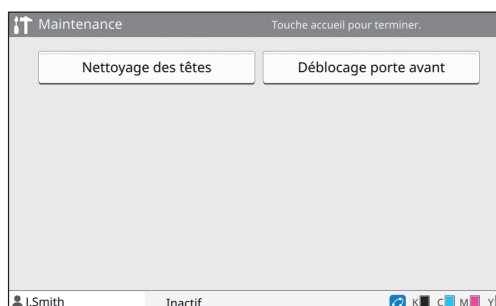 Maintenance
Touche accueil pour terminer.
Nettoyage des têtes
Déblocage porte avant
J.Smith
Inactif
K C M Y